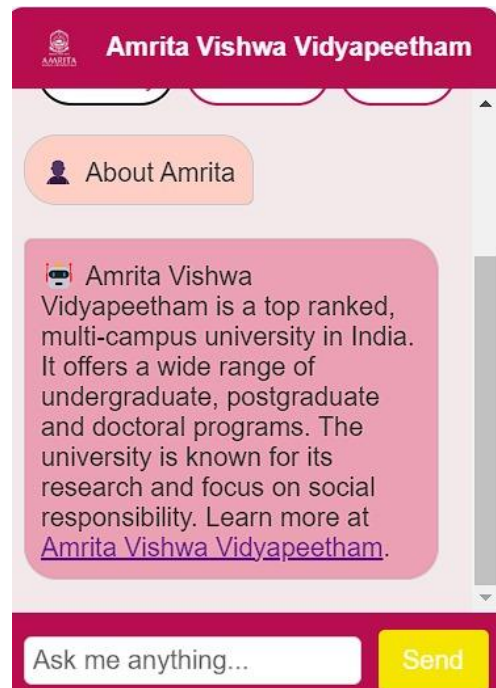 AMRITA
Amrita Vishwa Vidyapeetham
About Amrita
Amrita Vishwa
Vidyapeetham is a top ranked,
multi-campus university in India.
It offers a wide range of
undergraduate, postgraduate
and doctoral programs. The
university is known for its
research and focus on social
responsibility. Learn more at
Amrita Vishwa Vidyapeetham.
Ask me anything...
Send